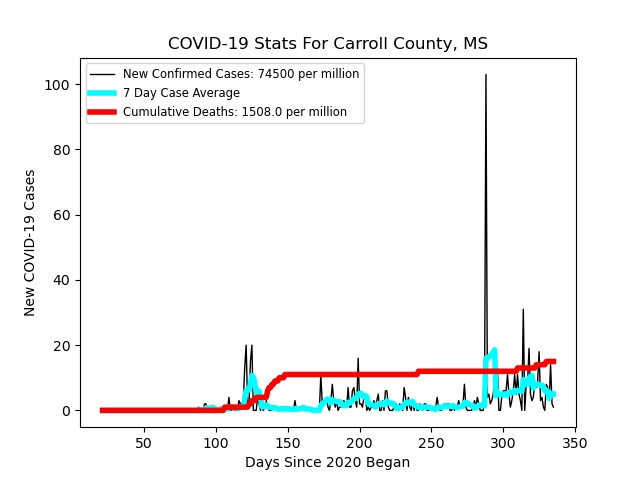 COVID-19 Stats For Carroll County, MS
New Confirmed Cases: 74500 per million
7 Day Case Average
Cumulative Deaths: 1508.0 per million
New COVID-19 Cases
100
80
60
40
20
0
50 100 150 200 250 300 350
Days Since 2020 Began